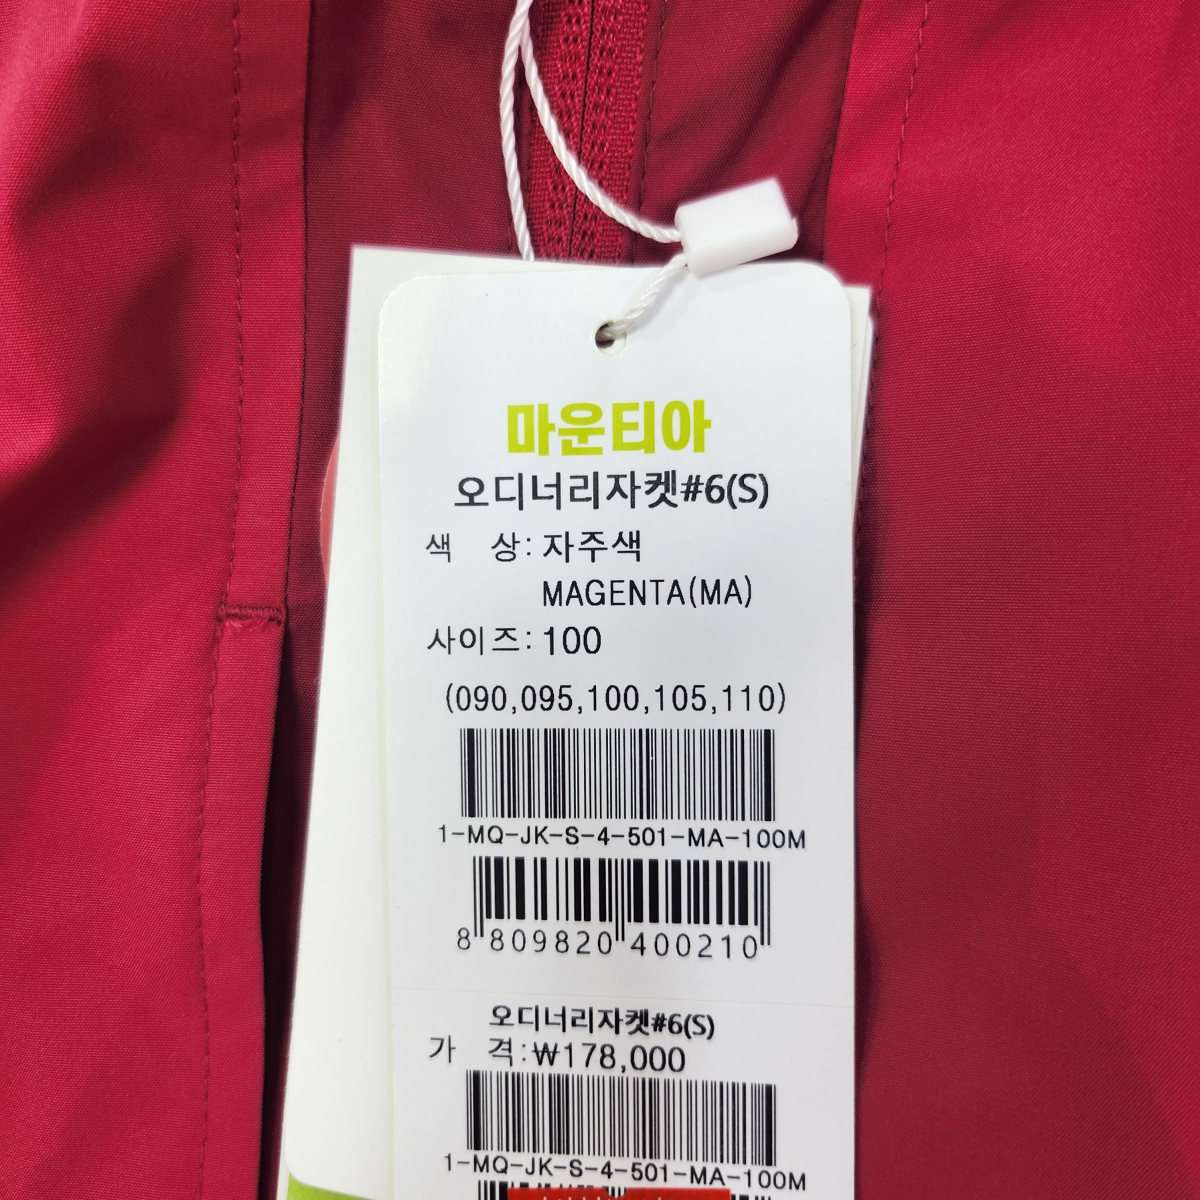 마운티아
오디너리자켓#6(S)
색 상: 자주색
MAGENTA(MA)
사이즈: 100
(090,095,100,105,110)
1-MQ-JK-S-4-501-MA-100M
8 809820 400210
오디너리자켓#6(S)
가 격:₩178,000
1-MQ-JK-S-4-501-MA-100M